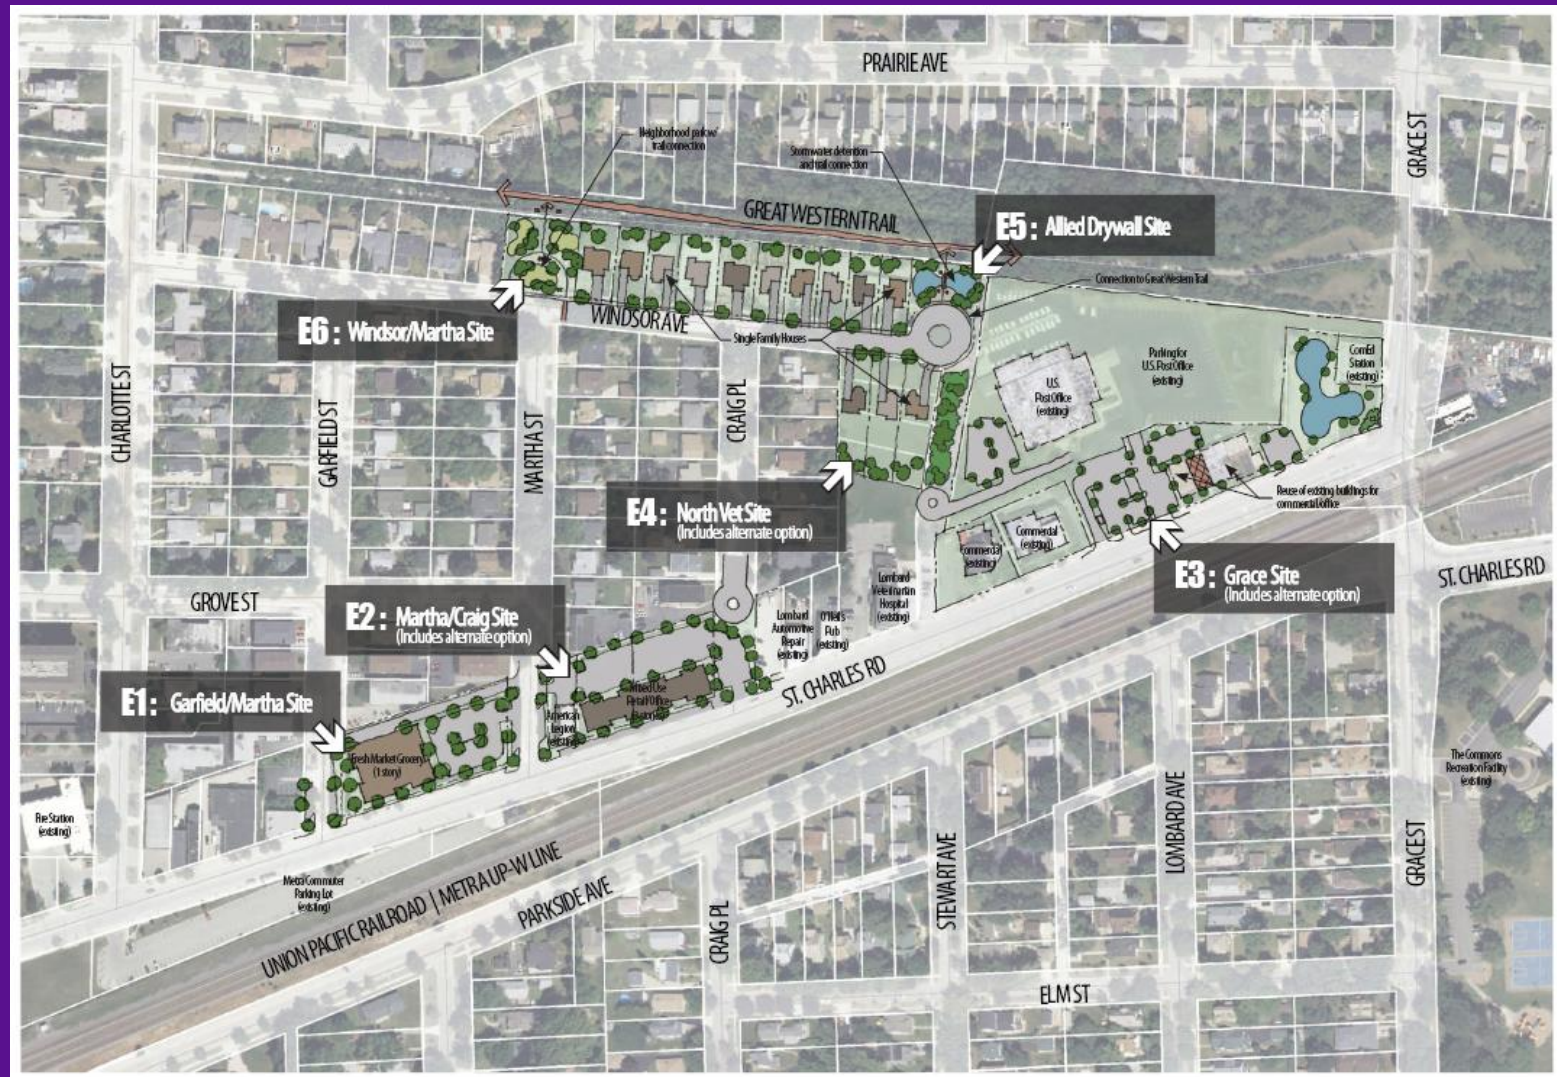 PRAIRIE AVE
GRACE ST
Neighborhood park w/
trail connection
Stormwater detention
and trail connection
GREAT WESTERN TRAIL
E5: Allied Drywall Site
Connection to Great Western Trail
E6: Windsor/Martha Site
WINDSOR AVE
Single Family Houses
CHARLOTTE ST
GARFIELD ST
MARTHA ST
CRAIG PL
U.S.
Post Office
(existing)
Parking for
U.S. Post Office
(existing)
ComEd
Station
(existing)
E4: North Vet Site
(Includes alternate option)
Reuse of existing buildings for
commercial/office
Commercial
(existing)
Commercial
(existing)
E3: Grace Site
(Includes alternate option)
ST. CHARLES RD
GROVE ST
E2: Martha/Craig Site
(Includes alternate option)
Lombard
Veterinarian
Hospital
(existing)
Lombard
Automotive
Repair
(existing)
O'Neil's
Pub
(existing)
ST. CHARLES RD
E1: Garfield/Martha Site
Mixed Use
Retail/Office
American
Legion
(existing)
Fresh Market Grocery
(1 story)
Fire Station
(existing)
Metra Commuter
Parking Lot
(existing)
UNION PACIFIC RAILROAD | METRA UP-W LINE
PARKSIDE AVE
CRAIG PL
STEWART AVE
LOMBARD AVE
GRACE ST
The Commons
Recreation Facility
(existing)
ELM ST